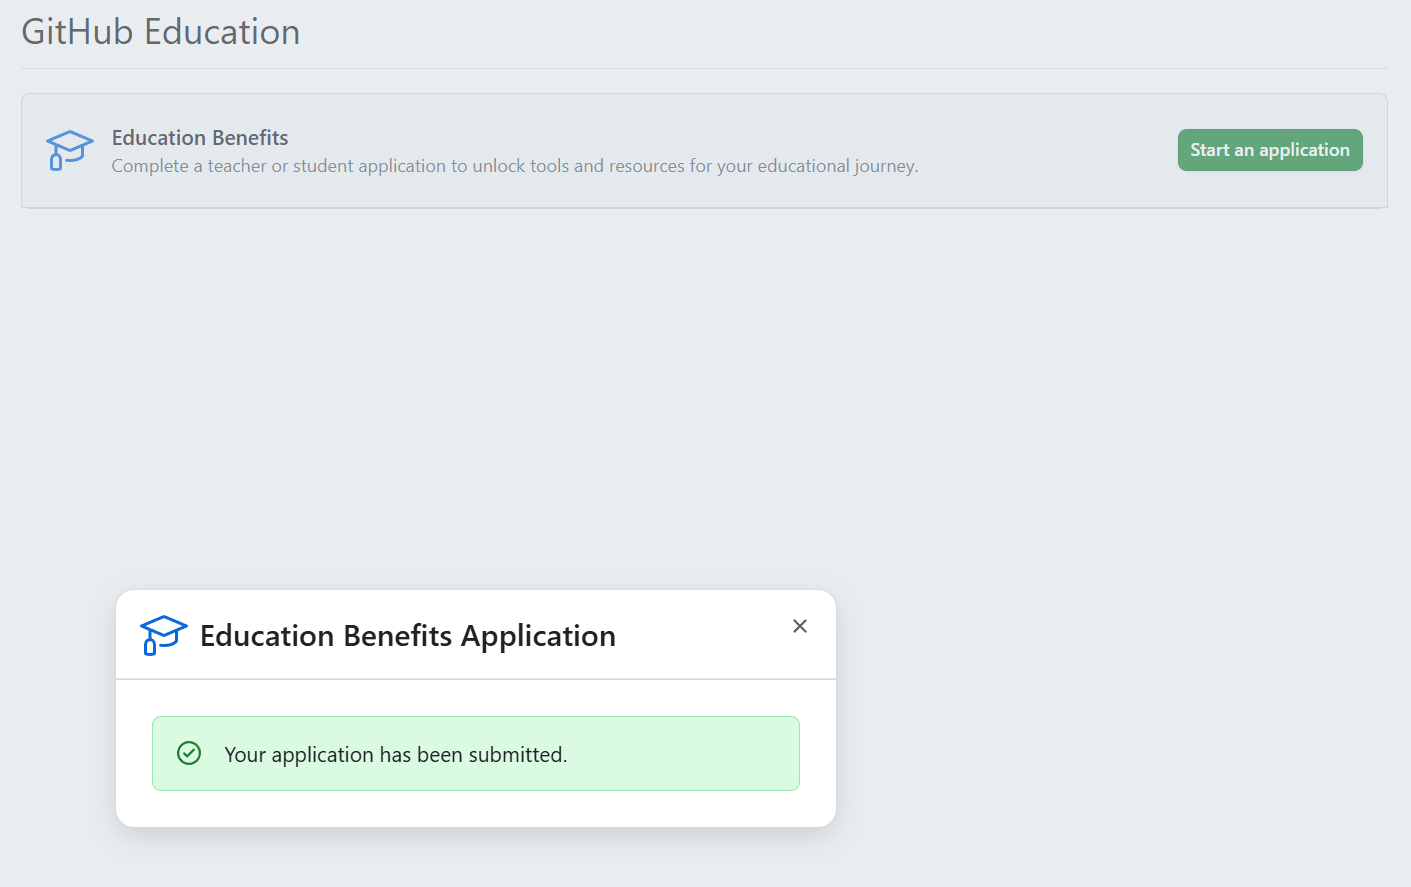 GitHub Education
Education Benefits
Complete a teacher or student application to unlock tools and resources for your educational journey.
Start an application
Education Benefits Application
Your application has been submitted.